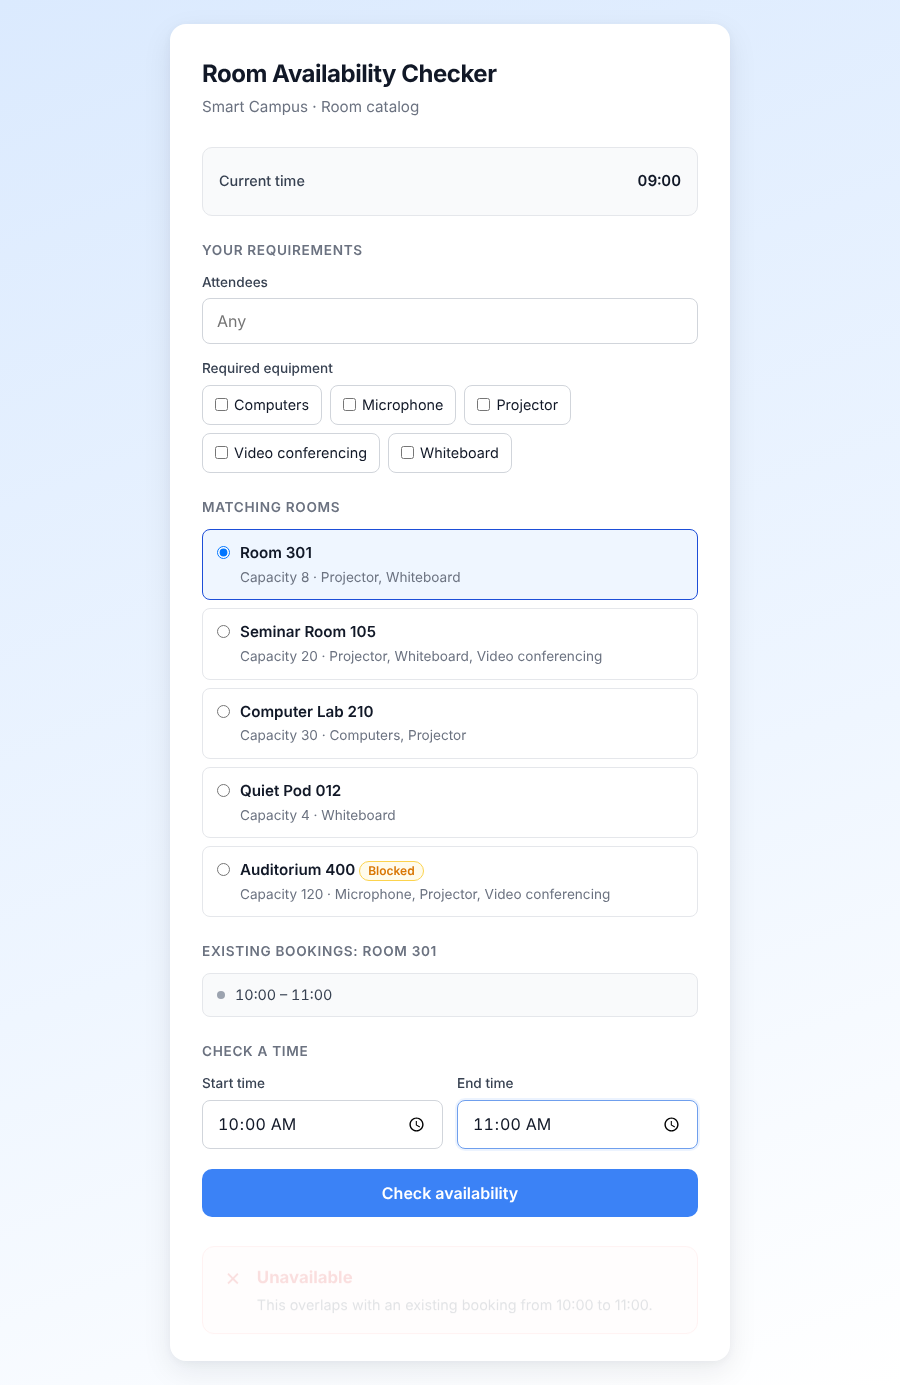 Room Availability Checker
Smart Campus · Room catalog
Current time 09:00
YOUR REQUIREMENTS
Attendees
Any
Required equipment
Computers Microphone Projector
Video conferencing Whiteboard
MATCHING ROOMS
Room 301
Capacity 8 · Projector, Whiteboard
Seminar Room 105
Capacity 20 · Projector, Whiteboard, Video conferencing
Computer Lab 210
Capacity 30 · Computers, Projector
Quiet Pod 012
Capacity 4 · Whiteboard
Auditorium 400 Blocked
Capacity 120 · Microphone, Projector, Video conferencing
EXISTING BOOKINGS: ROOM 301
10:00 – 11:00
CHECK A TIME
Start time End time
10:00 AM 11:00 AM
Check availability
Unavailable
This overlaps with an existing booking from 10:00 to 11:00.